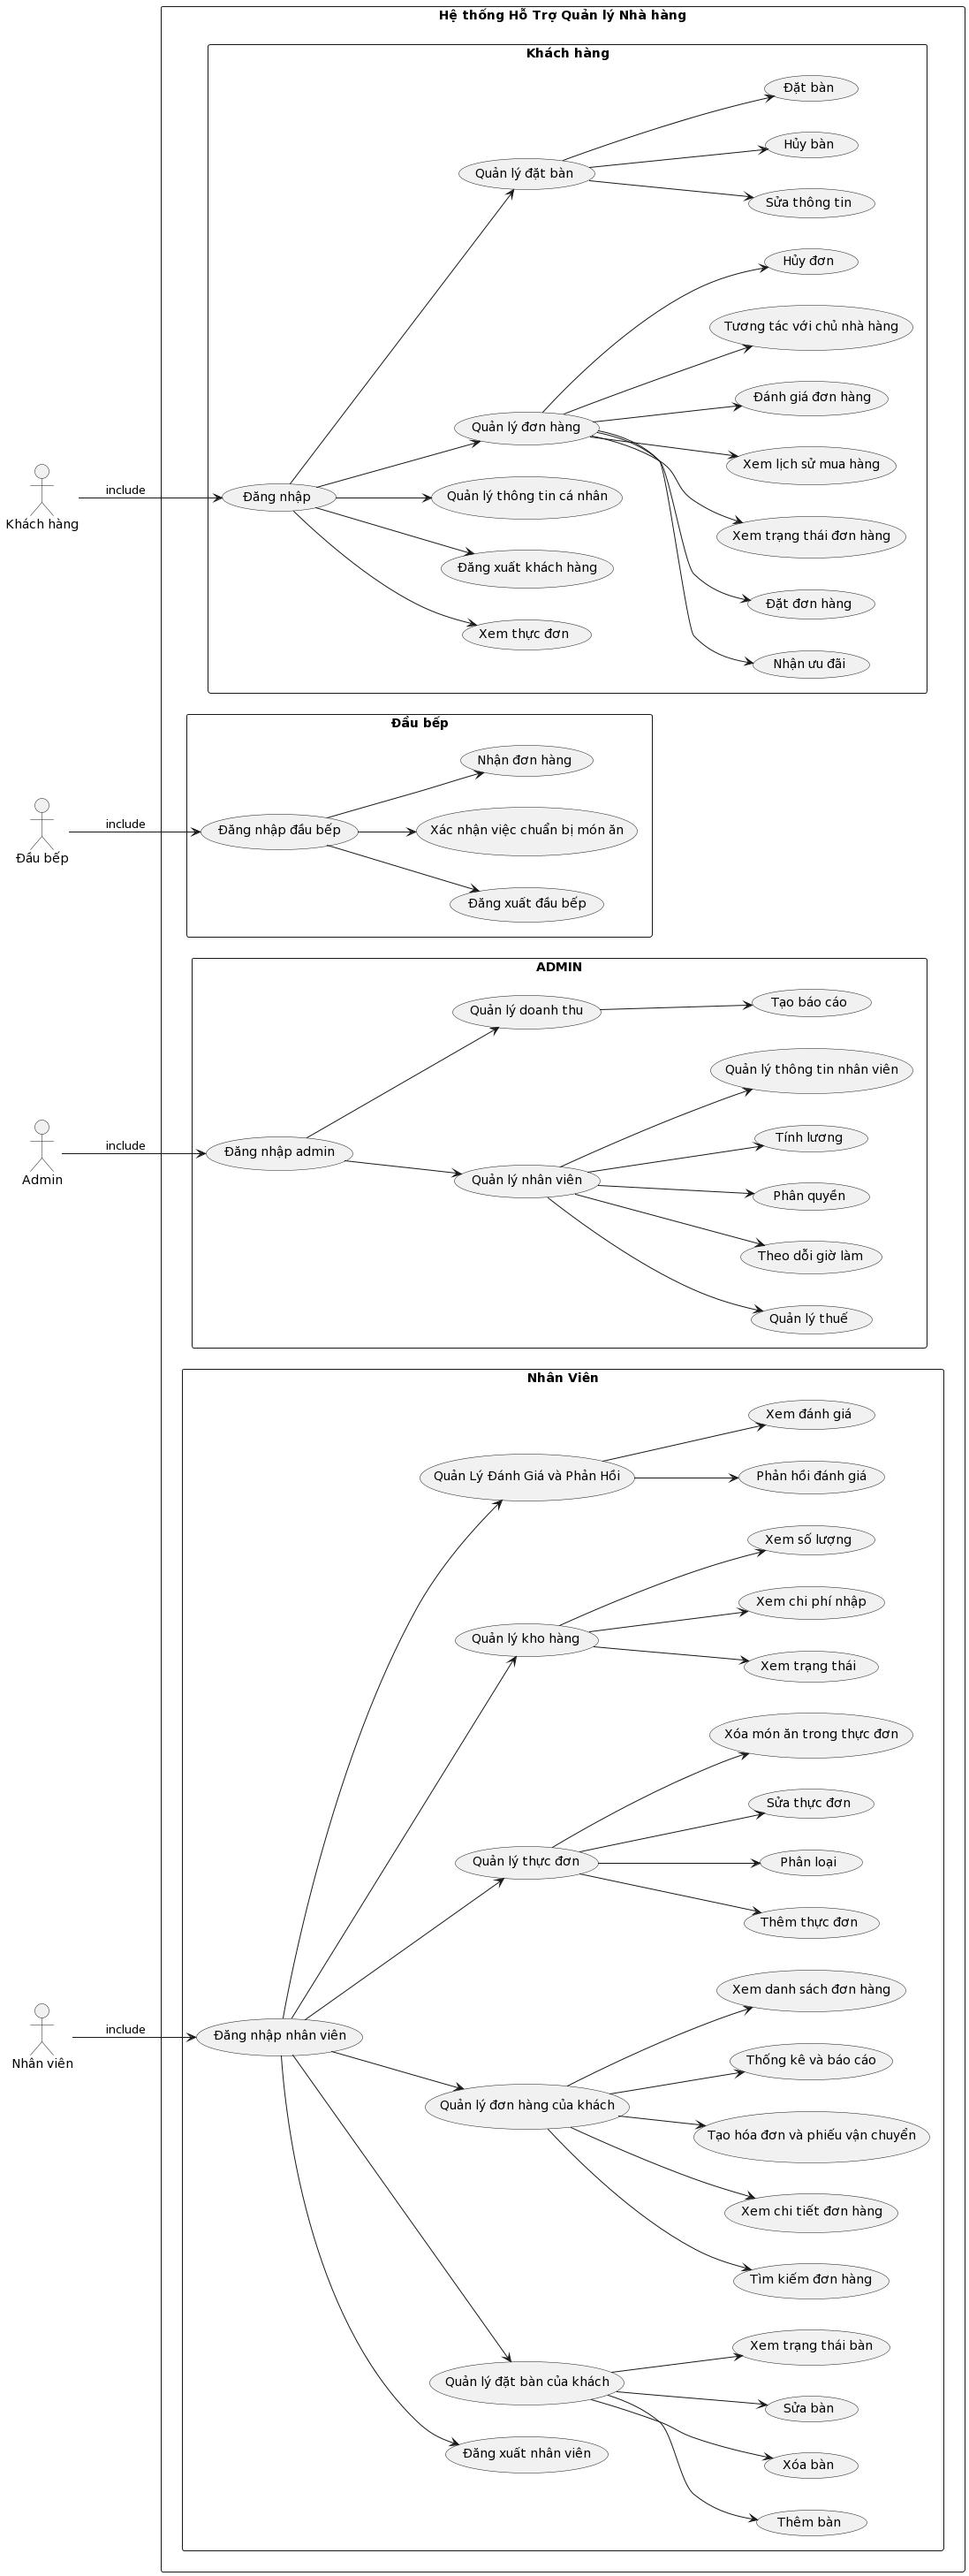 Hệ thống Hỗ Trợ Quản lý Nhà hàng
Khách hàng
Đặt bàn
Hủy bàn
Quản lý đặt bàn
Sửa thông tin
Hủy đơn
Tương tác với chủ nhà hàng
Đánh giá đơn hàng
Quản lý đơn hàng
Xem lịch sử mua hàng
include
Đăng nhập
Quản lý thông tin cá nhân
Khách hàng
Xem trạng thái đơn hàng
Đăng xuất khách hàng
Đặt đơn hàng
Xem thực đơn
Nhận ưu đãi
Đầu bếp
Nhận đơn hàng
include
Đăng nhập đầu bếp
Xác nhận việc chuẩn bị món ăn
Đầu bếp
Đăng xuất đầu bếp
ADMIN
Quản lý doanh thu
Tạo báo cáo
Quản lý thông tin nhân viên
Tính lương
include
Đăng nhập admin
Admin
Quản lý nhân viên
Phân quyền
Theo dỗi giờ làm
Quản lý thuế
Nhân Viên
Xem đánh giá
Quản Lý Đánh Giá và Phản Hồi
Phản hồi đánh giá
Xem số lượng
Xem chi phí nhập
Quản lý kho hàng
Xem trạng thái
Xóa món ăn trong thực đơn
Sửa thực đơn
Quản lý thực đơn
Phân loại
Thêm thực đơn
Xem danh sách đơn hàng
include
Đăng nhập nhân viên
Nhân viên
Thống kê và báo cáo
Quản lý đơn hàng của khách
Tạo hóa đơn và phiếu vận chuyển
Xem chi tiết đơn hàng
Tìm kiếm đơn hàng
Xem trạng thái bàn
Quản lý đặt bàn của khách
Sửa bàn
Đăng xuất nhân viên
Xóa bàn
Thêm bàn